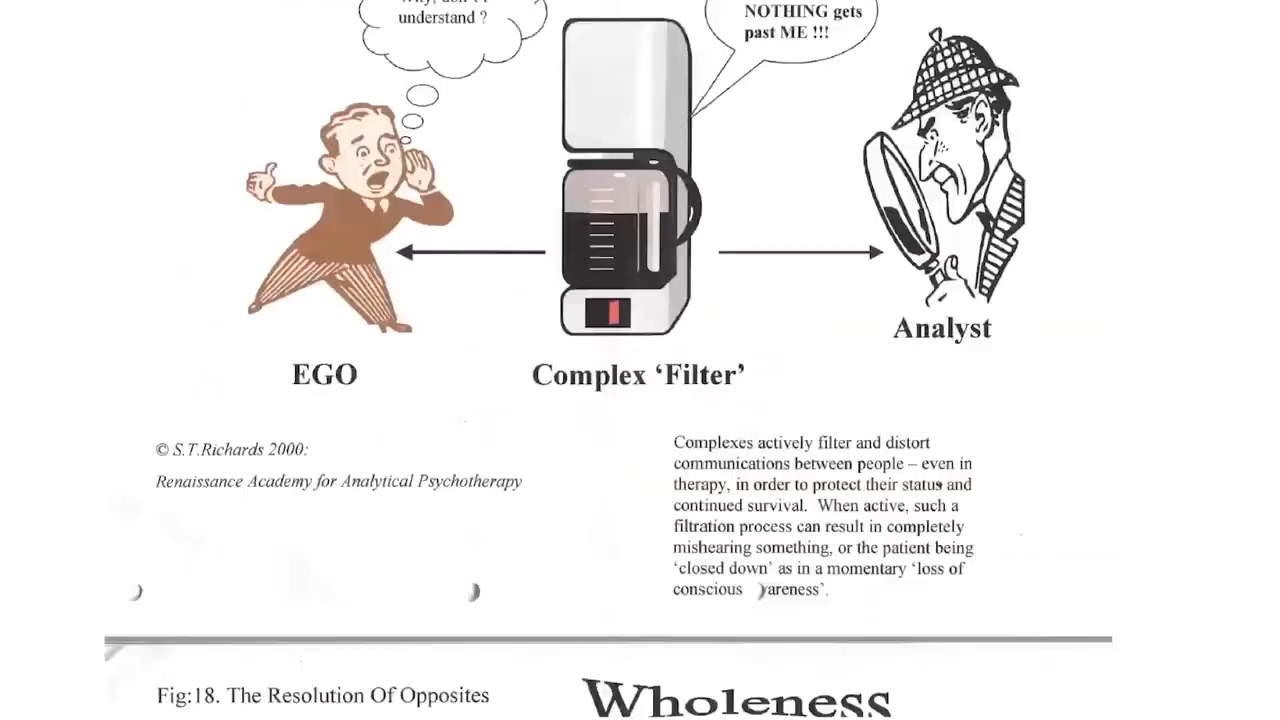 understand ?
NOTHING gets
past ME !!!
Analyst
EGO
Complex ‘Filter’
© S.T.Richards 2000:
Renaissance Academy for Analytical Psychotherapy
Complexes actively filter and distort
communications between people – even in
therapy, in order to protect their status and
continued survival. When active, such a
filtration process can result in completely
mishearing something, or the patient being
‘closed down’ as in a momentary ‘loss of
conscious areness’.
Fig:18. The Resolution Of Opposites
Wholeness